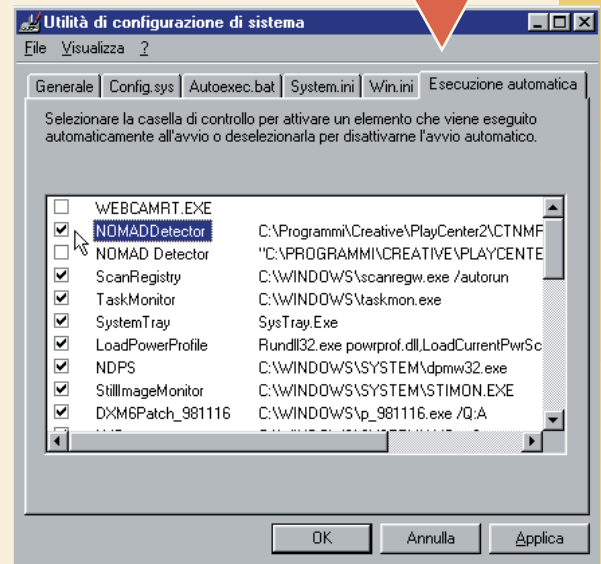 Utilità di configurazione di sistema
File Visualizza ?
Generale Config.sys Autoexec.bat System.ini Win.ini Esecuzione automatica
Selezionare la casella di controllo per attivare un elemento che viene eseguito
automaticamente all'avvio o deselezionarla per disattivarne l'avvio automatico.
WEBCAMRT.EXE
NOMADDetector C:\Programmi\Creative\PlayCenter2\CTNMF
NOMAD Detector "C:\PROGRAMMI\CREATIVE\PLAYCENTE
ScanRegistry C:\WINDOWS\scanregw.exe /autorun
TaskMonitor C:\WINDOWS\taskmon.exe
SystemTray SysTray.Exe
LoadPowerProfile Rundll32.exe powrprof.dll,LoadCurrentPwrSc
NDPS C:\WINDOWS\SYSTEM\dpmw32.exe
StillImageMonitor C:\WINDOWS\SYSTEM\STIMON.EXE
DXM6Patch_981116 C:\WINDOWS\p_981116.exe /Q:A
OK Annulla Applica